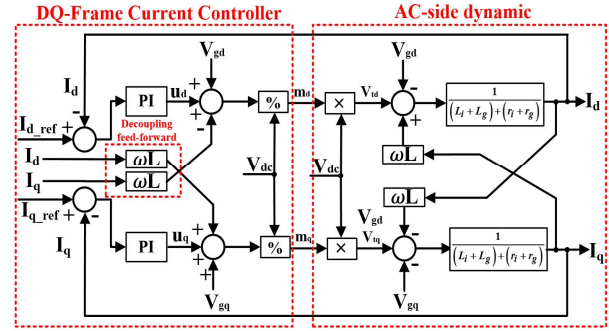 DQ-Frame Current Controller
AC-side dynamic
Vgd
Vgd
Id
-
PI
ud
+
+
-
%
md
×
Vtd
-
+
1
(Li+Lg)+(ri+rg)
Id
Id_ref
+
Decoupling
feed-forward
Id
ωL
Iq
ωL
Vdc
Vdc
ωL
ωL
Iq_ref
+
-
Vgd
Iq
PI
uq
+
+
+
%
mq
×
Vtq
-
-
1
(Li+Lg)+(ri+rg)
Iq
Vgq
Vgq